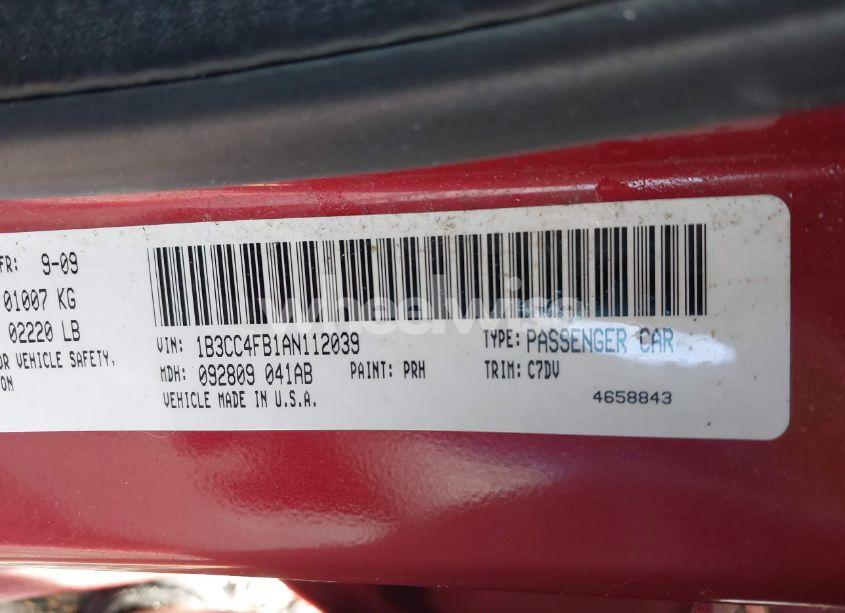 FR: 9-09
01007 KG
02220 LB
OR VEHICLE SAFETY,
ON
VIN: 1B3CC4FB1AN112039
TYPE: PASSENGER CAR
MDH: 092809 041AB
PAINT: PRH
TRIM: C7DV
VEHICLE MADE IN U.S.A.
4658843
wheelwise